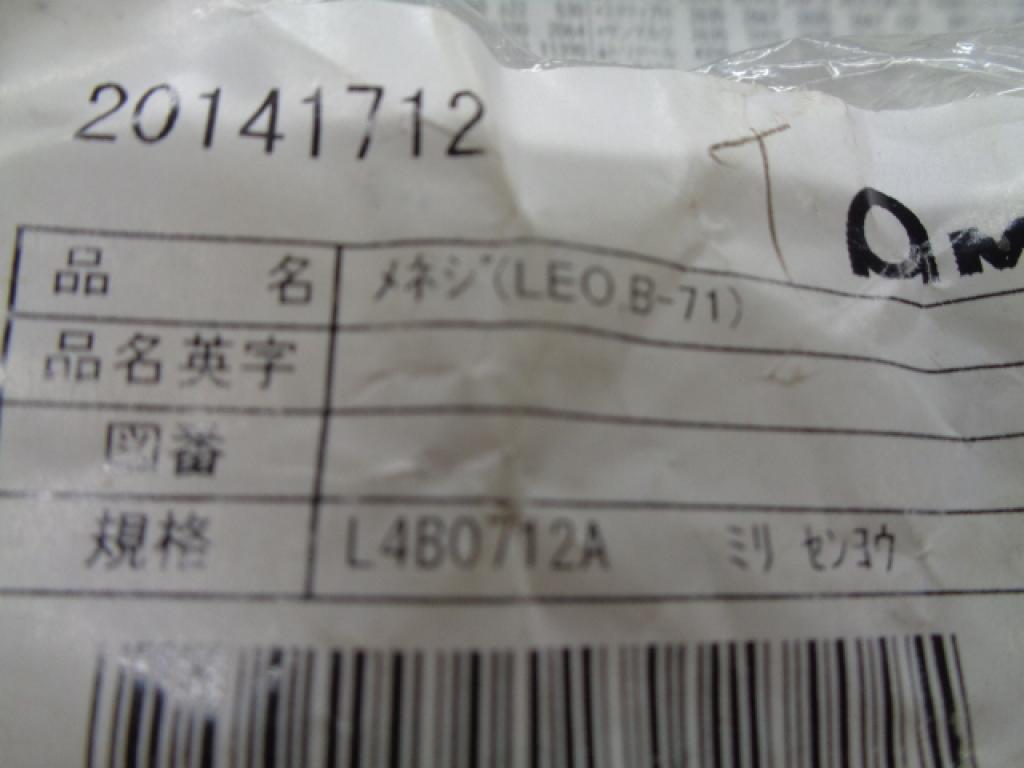 20141712
T
品名 メネジ(LEO.B-71)
品名英字
図番
規格 L4B0712A ミリ センヨウ